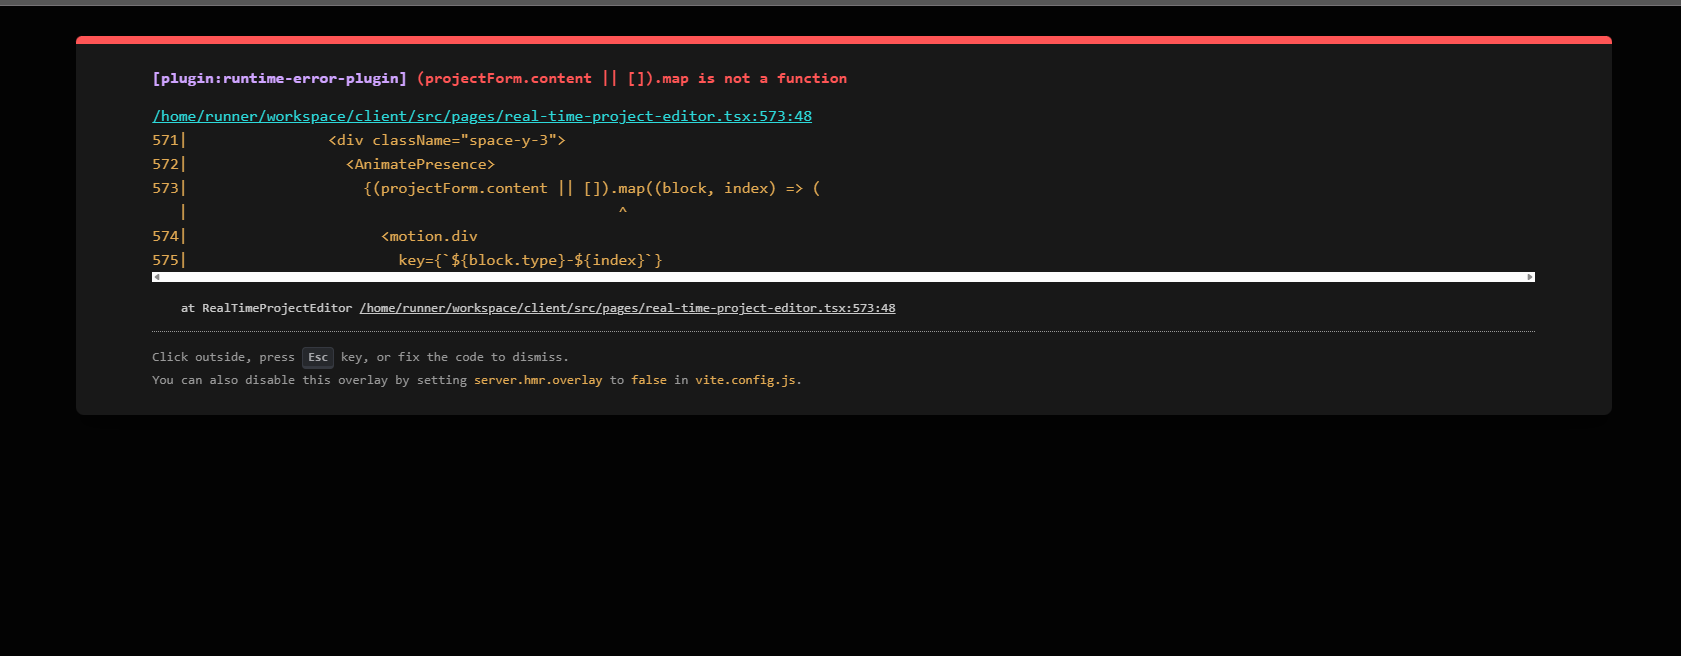 [plugin:runtime-error-plugin] (projectForm.content || []).map is not a function
/home/runner/workspace/client/src/pages/real-time-project-editor.tsx:573:48
571|                <div className="space-y-3">
572|                  <AnimatePresence>
573|                    {(projectForm.content || []).map((block, index) => (
   |                                                 ^
574|                      <motion.div
575|                        key={`${block.type}-${index}`}
at RealTimeProjectEditor /home/runner/workspace/client/src/pages/real-time-project-editor.tsx:573:48
Click outside, press Esc key, or fix the code to dismiss.
You can also disable this overlay by setting server.hmr.overlay to false in vite.config.js.